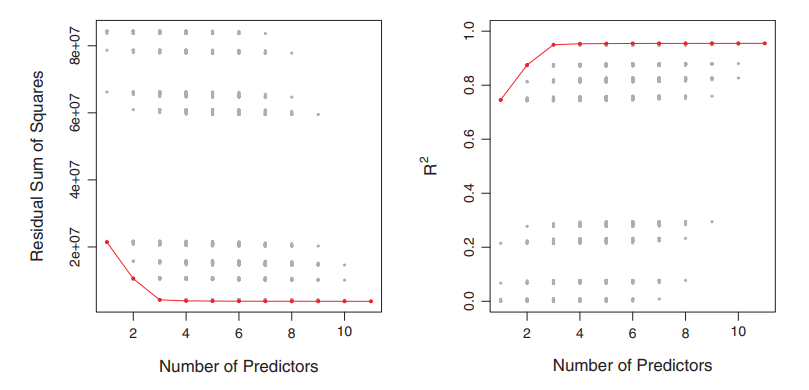 Residual Sum of Squares
8e+07
6e+07
4e+07
2e+07
2
4
6
8
10
Number of Predictors
R²
1.0
0.8
0.6
0.4
0.2
0.0
2
4
6
8
10
Number of Predictors